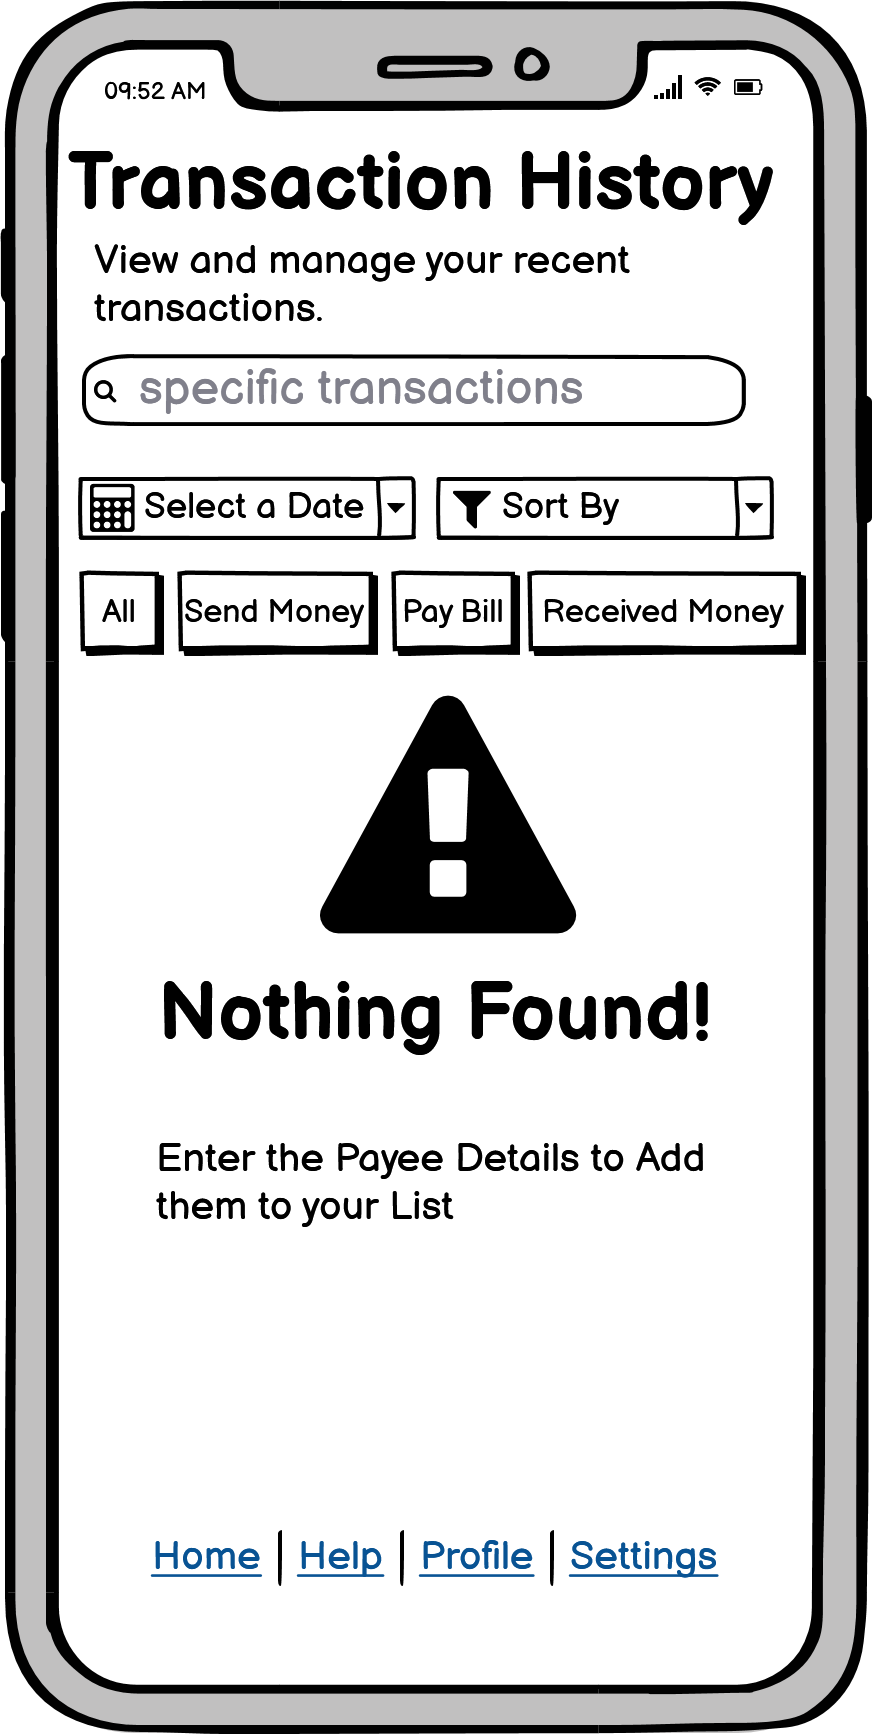 09:52 AM
Transaction History
View and manage your recent
transactions.
specific transactions
Select a Date
Sort By
All
Send Money
Pay Bill
Received Money
Nothing Found!
Enter the Payee Details to Add
them to your List
Home | Help | Profile | Settings